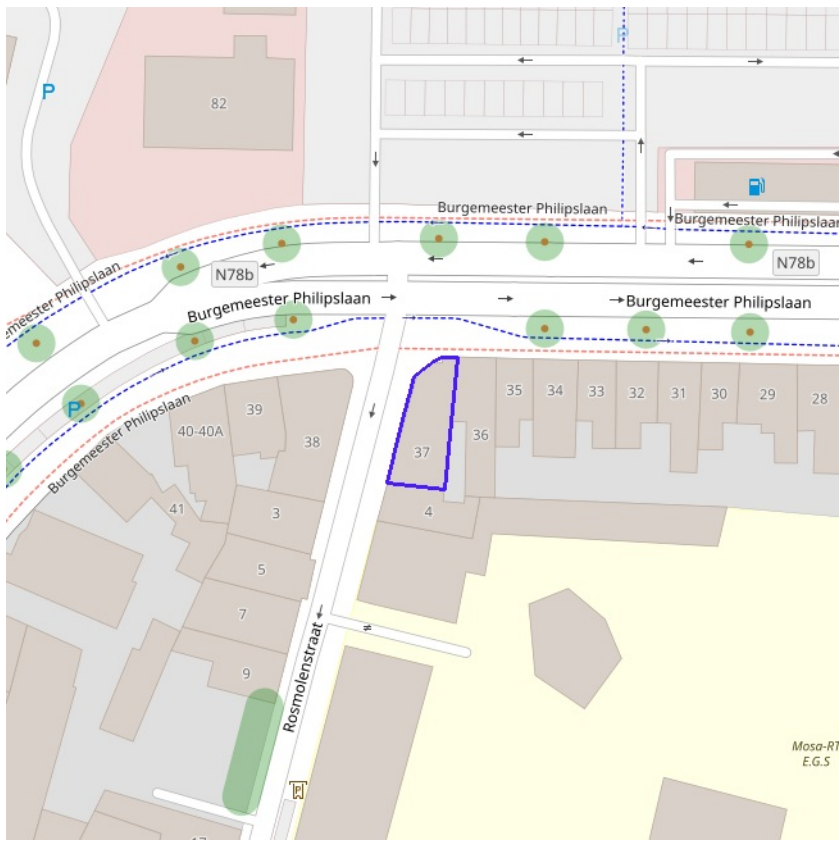 P
P
82
Burgemeester Philipslaan
Burgemeester Philipslaan
N78b
N78b
Burgemeester Philipslaan
Burgemeester Philipslaan
Burgemeester Philipslaan
P
Burgemeester Philipslaan
40-40A
39
38
37
36
35
34
33
32
31
30
29
28
41
3
4
5
7
9
Rosmolenstraat
Mosa-RT
E.G.S
P
17